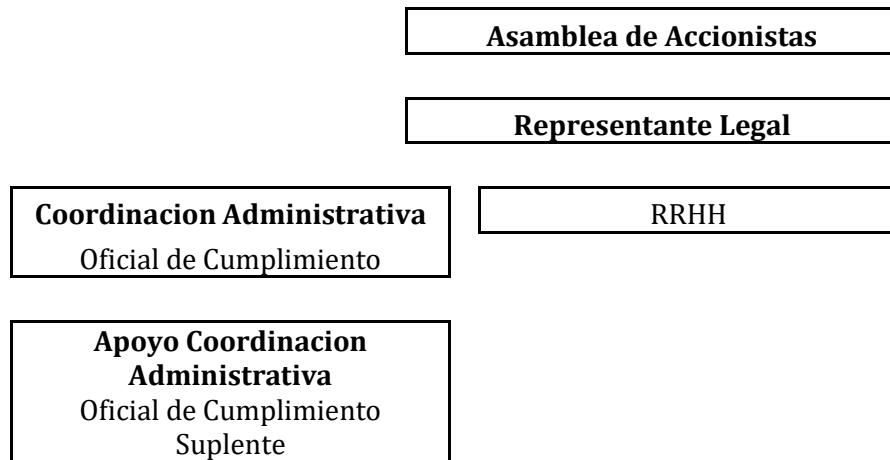 Asamblea de Accionistas
Representante Legal
Coordinacion Administrativa
Oficial de Cumplimiento
RRHH
Apoyo Coordinacion
Administrativa
Oficial de Cumplimiento
Suplente